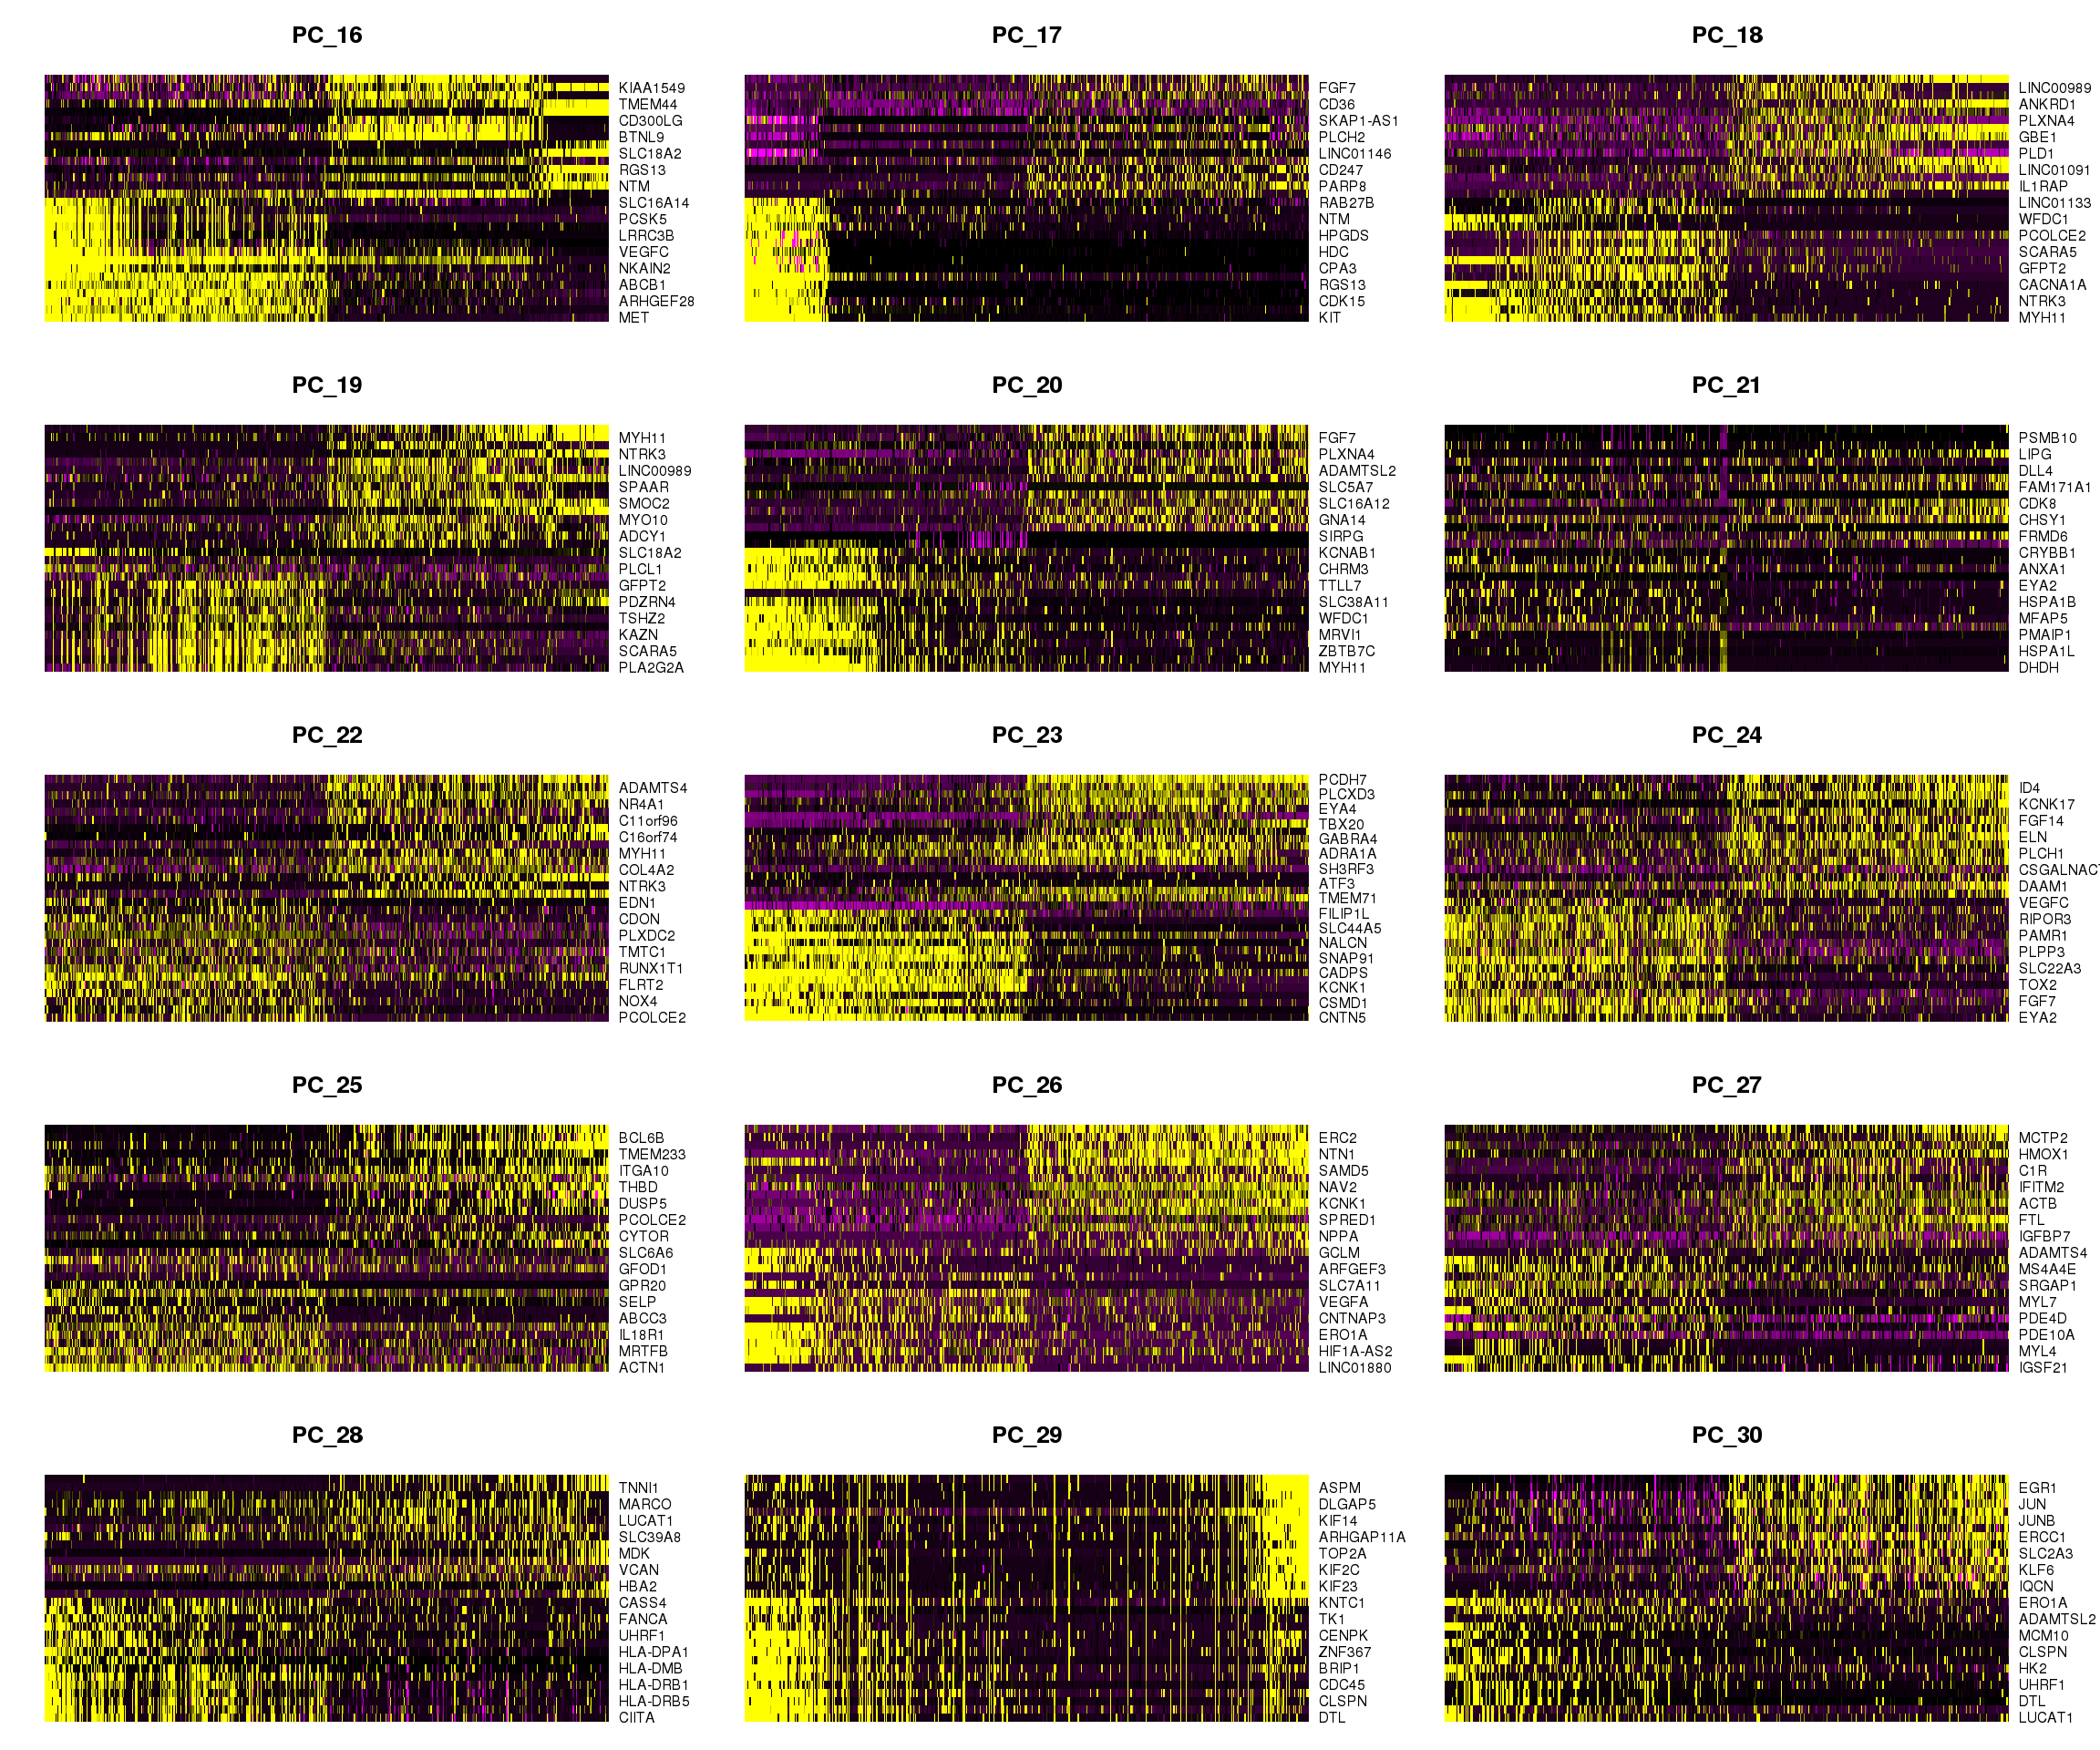 PC_16
KIAA1549
TMEM44
CD300LG
BTNL9
SLC18A2
RGS13
NTM
SLC16A14
PCSK5
LRRC3B
VEGFC
NKAIN2
ABCB1
ARHGEF28
MET
PC_17
FGF7
CD36
SKAP1-AS1
PLCH2
LINC01146
CD247
PARP8
RAB27B
NTM
HPGDS
HDC
CPA3
RGS13
CDK15
KIT
PC_18
LINC00989
ANKRD1
PLXNA4
GBE1
PLD1
LINC01091
IL1RAP
LINC01133
WFDC1
PCOLCE2
SCARA5
GFPT2
CACNA1A
NTRK3
MYH11
PC_19
MYH11
NTRK3
LINC00989
SPAAR
SMOC2
MYO10
ADCY1
SLC18A2
PLCL1
GFPT2
PDZRN4
TSHZ2
KAZN
SCARA5
PLA2G2A
PC_20
FGF7
PLXNA4
ADAMTSL2
SLC5A7
SLC16A12
GNA14
SIRPG
KCNAB1
CHRM3
TTLL7
SLC38A11
WFDC1
MRVI1
ZBTB7C
MYH11
PC_21
PSMB10
LIPG
DLL4
FAM171A1
CDK8
CHSY1
FRMD6
CRYBB1
ANXA1
EYA2
HSPA1B
MFAP5
PMAIP1
HSPA1L
DHDH
PC_22
ADAMTS4
NR4A1
C11orf96
C16orf74
MYH11
COL4A2
NTRK3
EDN1
CDON
PLXDC2
TMTC1
RUNX1T1
FLRT2
NOX4
PCOLCE2
PC_23
PCDH7
PLCXD3
EYA4
TBX20
GABRA4
ADRA1A
SH3RF3
ATF3
TMEM71
FILIP1L
SLC44A5
NALCN
SNAP91
CADPS
KCNK1
CSMD1
CNTN5
PC_24
ID4
KCNK17
FGF14
ELN
PLCH1
CSGALNACT
DAAM1
VEGFC
RIPOR3
PAMR1
PLPP3
SLC22A3
TOX2
FGF7
EYA2
PC_25
BCL6B
TMEM233
ITGA10
THBD
DUSP5
PCOLCE2
CYTOR
SLC6A6
GFOD1
GPR20
SELP
ABCC3
IL18R1
MRTFB
ACTN1
PC_26
ERC2
NTN1
SAMD5
NAV2
KCNK1
SPRED1
NPPA
GCLM
ARFGEF3
SLC7A11
VEGFA
CNTNAP3
ERO1A
HIF1A-AS2
LINC01880
PC_27
MCTP2
HMOX1
C1R
IFITM2
ACTB
FTL
IGFBP7
ADAMTS4
MS4A4E
SRGAP1
MYL7
PDE4D
PDE10A
MYL4
IGSF21
PC_28
TNNI1
MARCO
LUCAT1
SLC39A8
MDK
VCAN
HBA2
CASS4
FANCA
UHRF1
HLA-DPA1
HLA-DMB
HLA-DRB1
HLA-DRB5
CIITA
PC_29
ASPM
DLGAP5
KIF14
ARHGAP11A
TOP2A
KIF2C
KIF23
KNTC1
TK1
CENPK
ZNF367
BRIP1
CDC45
CLSPN
DTL
PC_30
EGR1
JUN
JUNB
ERCC1
SLC2A3
KLF6
IQCN
ERO1A
ADAMTSL2
MCM10
CLSPN
HK2
UHRF1
DTL
LUCAT1